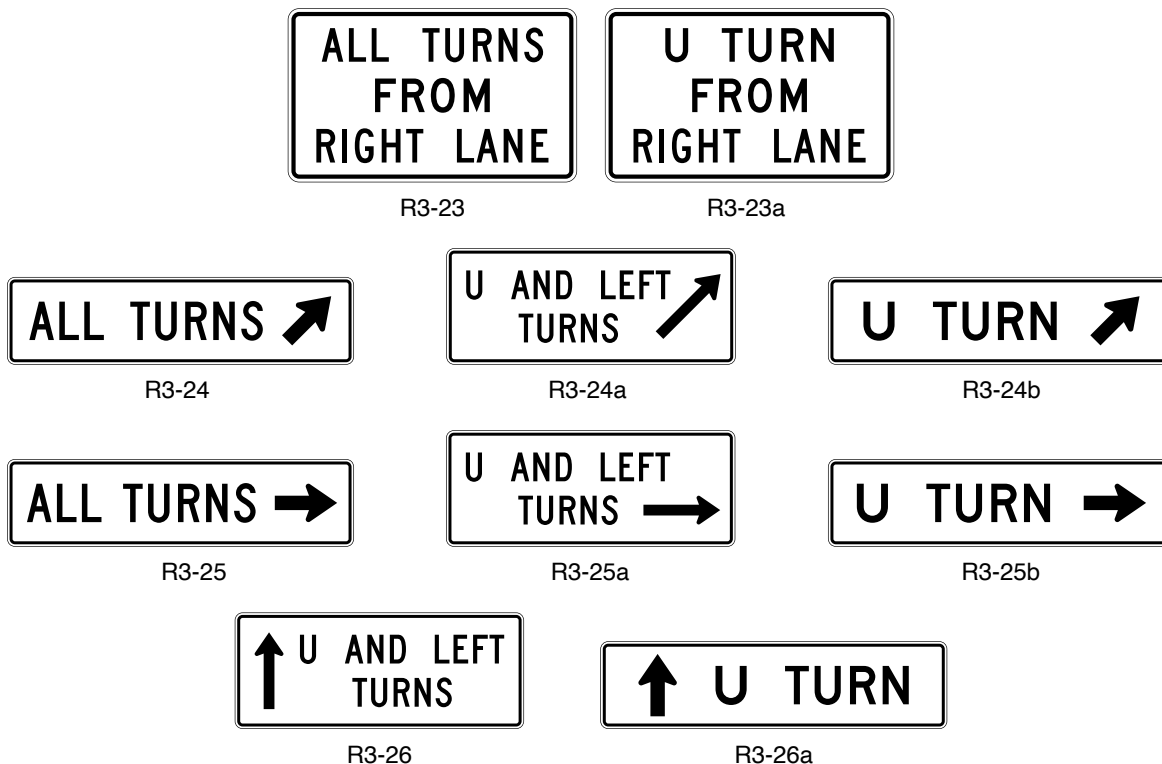 ALL TURNS
FROM
RIGHT LANE
R3-23
U TURN
FROM
RIGHT LANE
R3-23a
ALL TURNS
R3-24
U AND LEFT
TURNS
R3-24a
U TURN
R3-24b
ALL TURNS
R3-25
U AND LEFT
TURNS
R3-25a
U TURN
R3-25b
U AND LEFT
TURNS
R3-26
U TURN
R3-26a